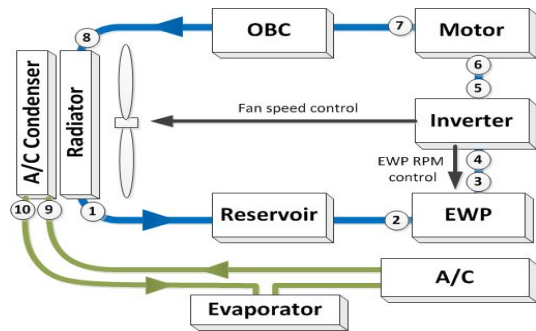 8
OBC
7
Motor
6
5
A/C Condenser
Radiator
Fan speed control
Inverter
EWP RPM
control
4
3
10
9
1
Reservoir
2
EWP
A/C
Evaporator